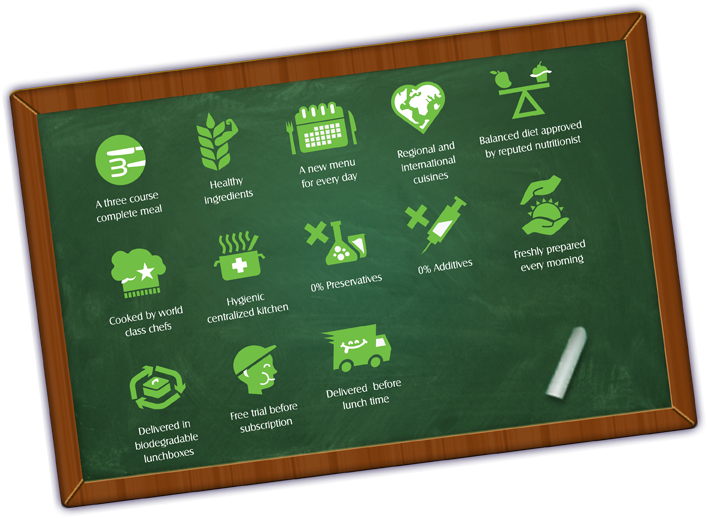 A three course
complete meal
Healthy
ingredients
A new menu
for every day
Regional and
international
cuisines
Balanced diet approved
by reputed nutritionist
Cooked by world
class chefs
Hygienic
centralized kitchen
0% Preservatives
0% Additives
Freshly prepared
every morning
Delivered in
biodegradable
lunchboxes
Free trial before
subscription
Delivered before
lunch time